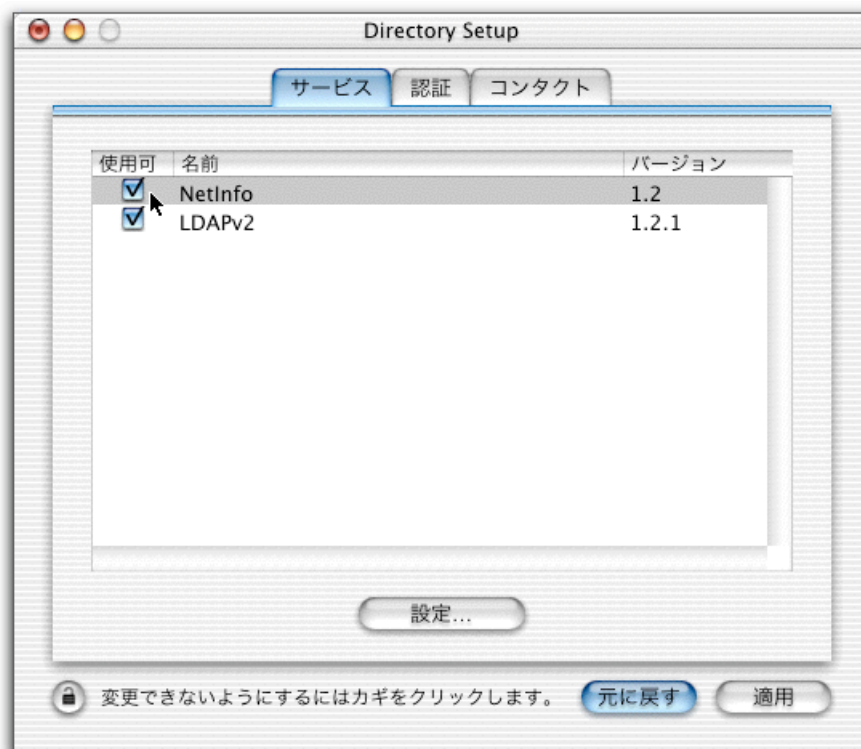 Directory Setup
サービス 認証 コンタクト
使用可 名前 バージョン
NetInfo 1.2
LDAPv2 1.2.1
設定...
変更できないようにするにはカギをクリックします。 元に戻す 適用